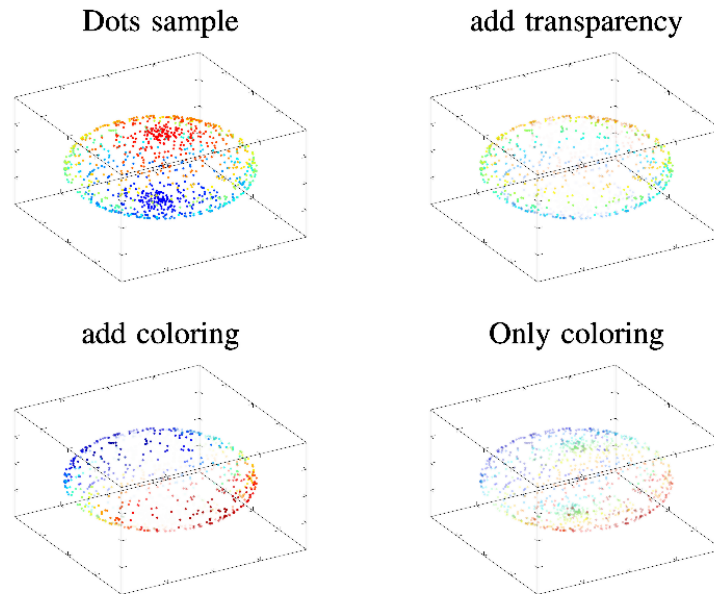 Dots sample
add transparency
add coloring
Only coloring